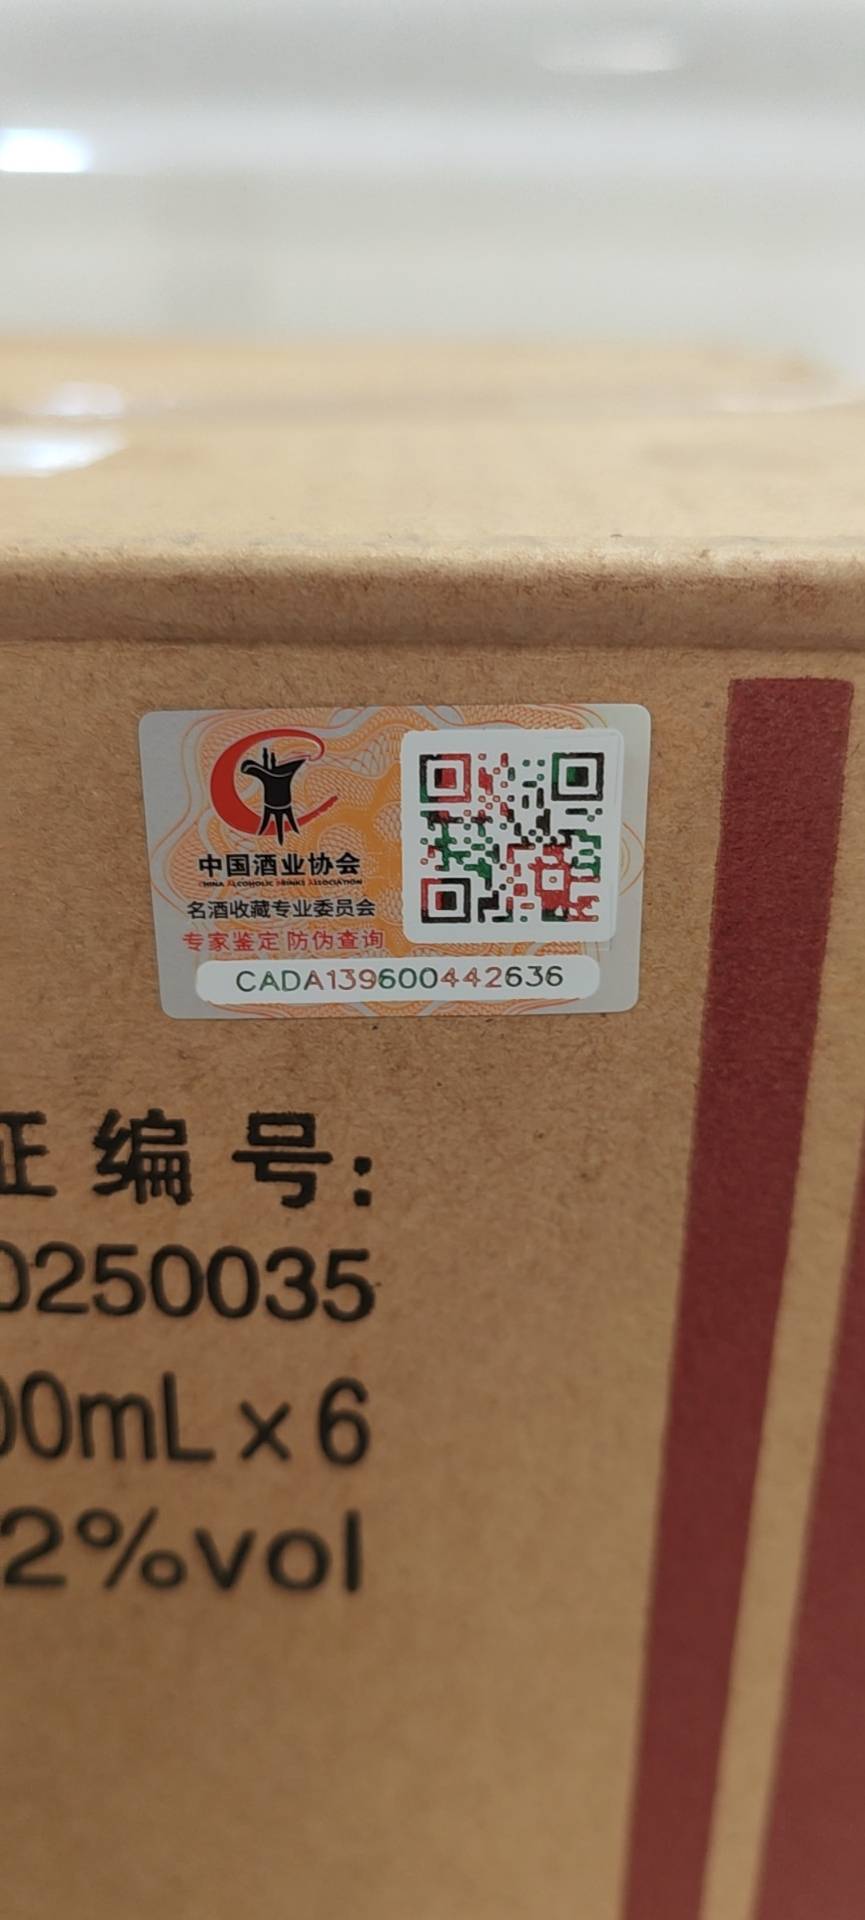 中国酒业协会
CHINA ALCOHOLIC DRINKS ASSOCIATION
名酒收藏专业委员会
专家鉴定 防伪查询
CADA139600442636
证编号:
0250035
00mL×6
2%vol